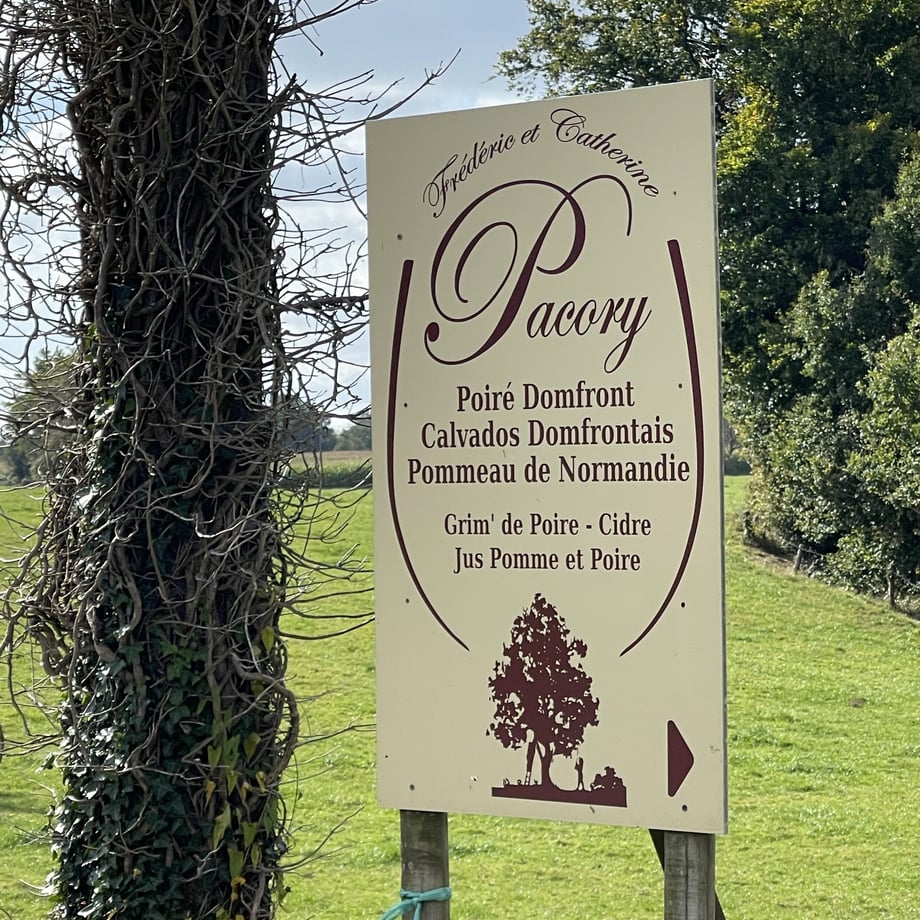 Frédéric et Catherine
Pacory
Poiré Domfront
Calvados Domfrontais
Pommeau de Normandie
Grim' de Poire - Cidre
Jus Pomme et Poire